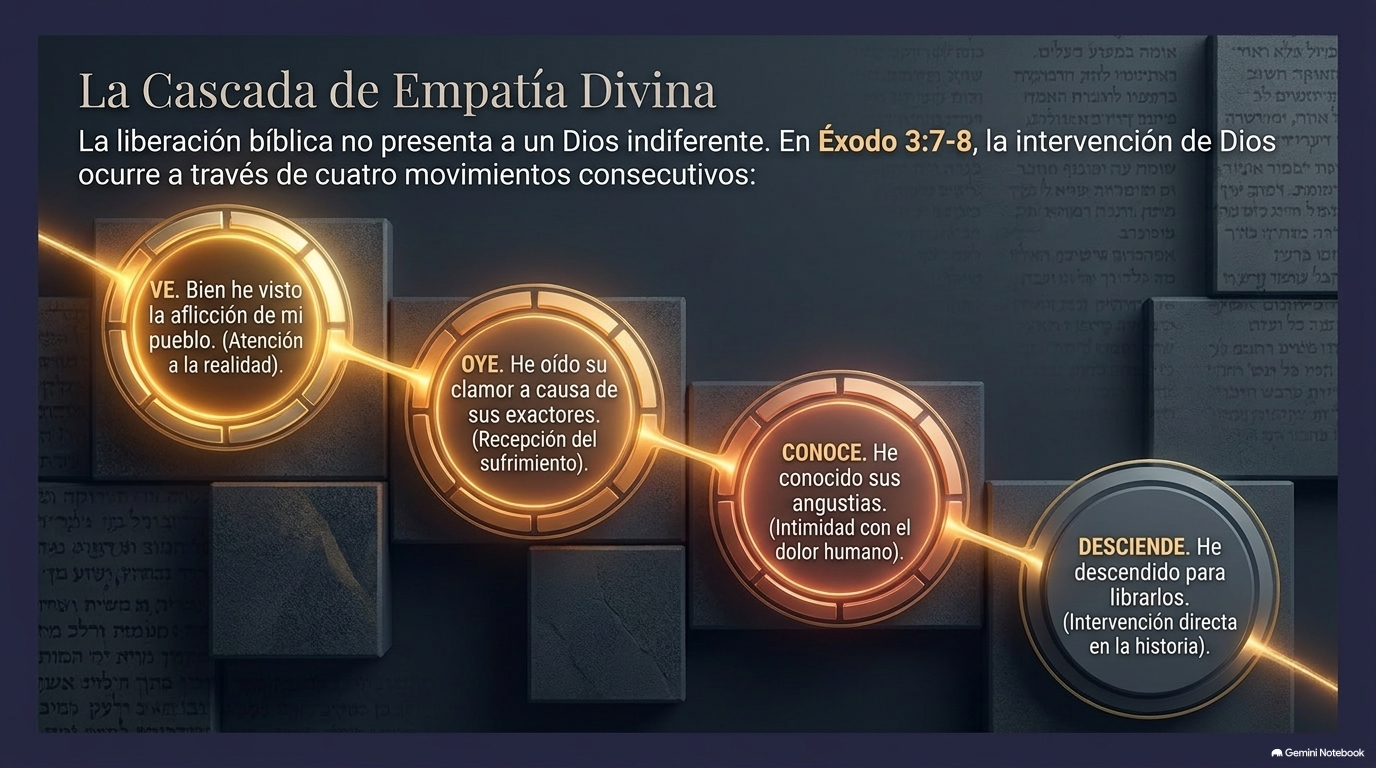 La Cascada de Empatía Divina
La liberación bíblica no presenta a un Dios indiferente. En Éxodo 3:7-8, la intervención de Dios
ocurre a través de cuatro movimientos consecutivos:
VE. Bien he visto
la aflicción de mi
pueblo. (Atención
a la realidad).
OYE. He oído su
clamor a causa de
sus exactores.
(Recepción del
sufrimiento).
CONOCE. He
conocido sus
angustias.
(Intimidad con el
dolor humano).
DESCIENDE. He
descendido para
librarlos.
(Intervención directa
en la historia).
Gemini Notebook